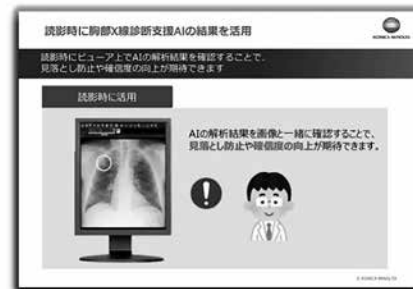 読影時に胸部X線診断支援AIの結果を活用
KONICA MINOLTA
読影時にビューア上でAIの解析結果を確認することで、
見落とし防止や確信度の向上が期待できます
読影時に活用
AIの解析結果を画像と一緒に確認することで、
見落とし防止や確信度の向上が期待できます。
© KONICA MINOLTA